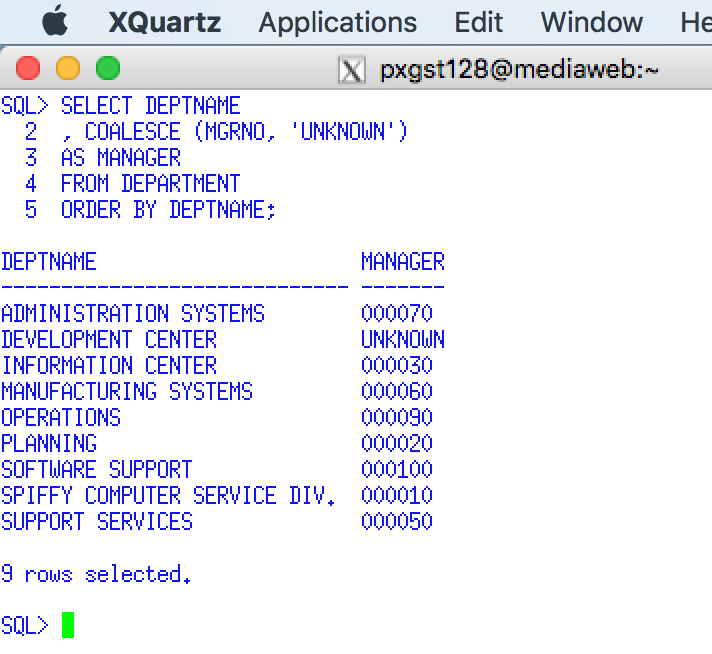 XQuartz Applications Edit Window He
X pxgst128@mediaweb:~
SQL> SELECT DEPTNAME
2 , COALESCE (MGRNO, 'UNKNOWN')
3 AS MANAGER
4 FROM DEPARTMENT
5 ORDER BY DEPTNAME;
DEPTNAME MANAGER
----------------------------- -------
ADMINISTRATION SYSTEMS 000070
DEVELOPMENT CENTER UNKNOWN
INFORMATION CENTER 000030
MANUFACTURING SYSTEMS 000060
OPERATIONS 000090
PLANNING 000020
SOFTWARE SUPPORT 000100
SPIFFY COMPUTER SERVICE DIV. 000010
SUPPORT SERVICES 000050
9 rows selected.
SQL>